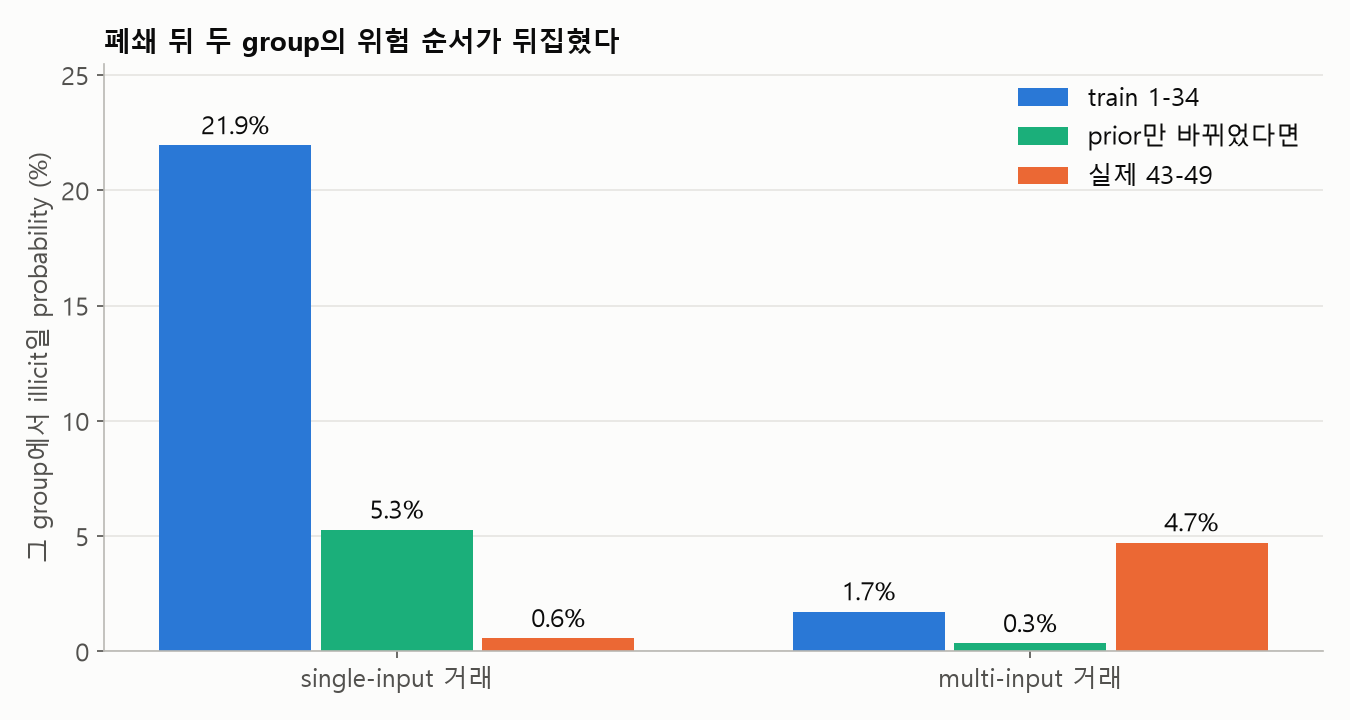 폐쇄 뒤 두 group의 위험 순서가 뒤집혔다
그 group에서 illicit일 probability (%)
25
20
15
10
5
0
train 1-34
prior만 바뀌었다면
실제 43-49
21.9%
5.3%
0.6%
1.7%
0.3%
4.7%
single-input 거래
multi-input 거래